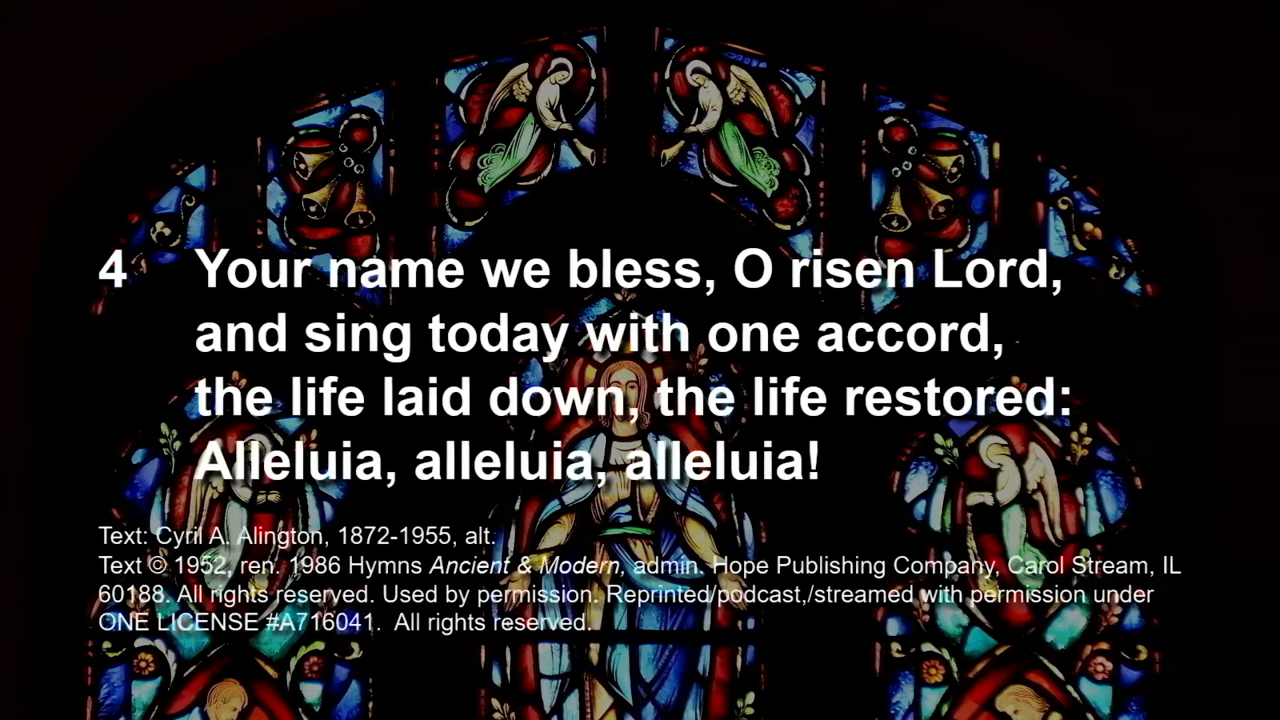 4 Your name we bless, O risen Lord,
and sing today with one accord,
the life laid down, the life restored:
Alleluia, alleluia, alleluia!
Text: Cyril A. Alington, 1872-1955, alt.
Text © 1952, ren. 1986 Hymns Ancient & Modern, admin. Hope Publishing Company, Carol Stream, IL
60188. All rights reserved. Used by permission. Reprinted/podcast,/streamed with permission under
ONE LICENSE #A716041. All rights reserved.